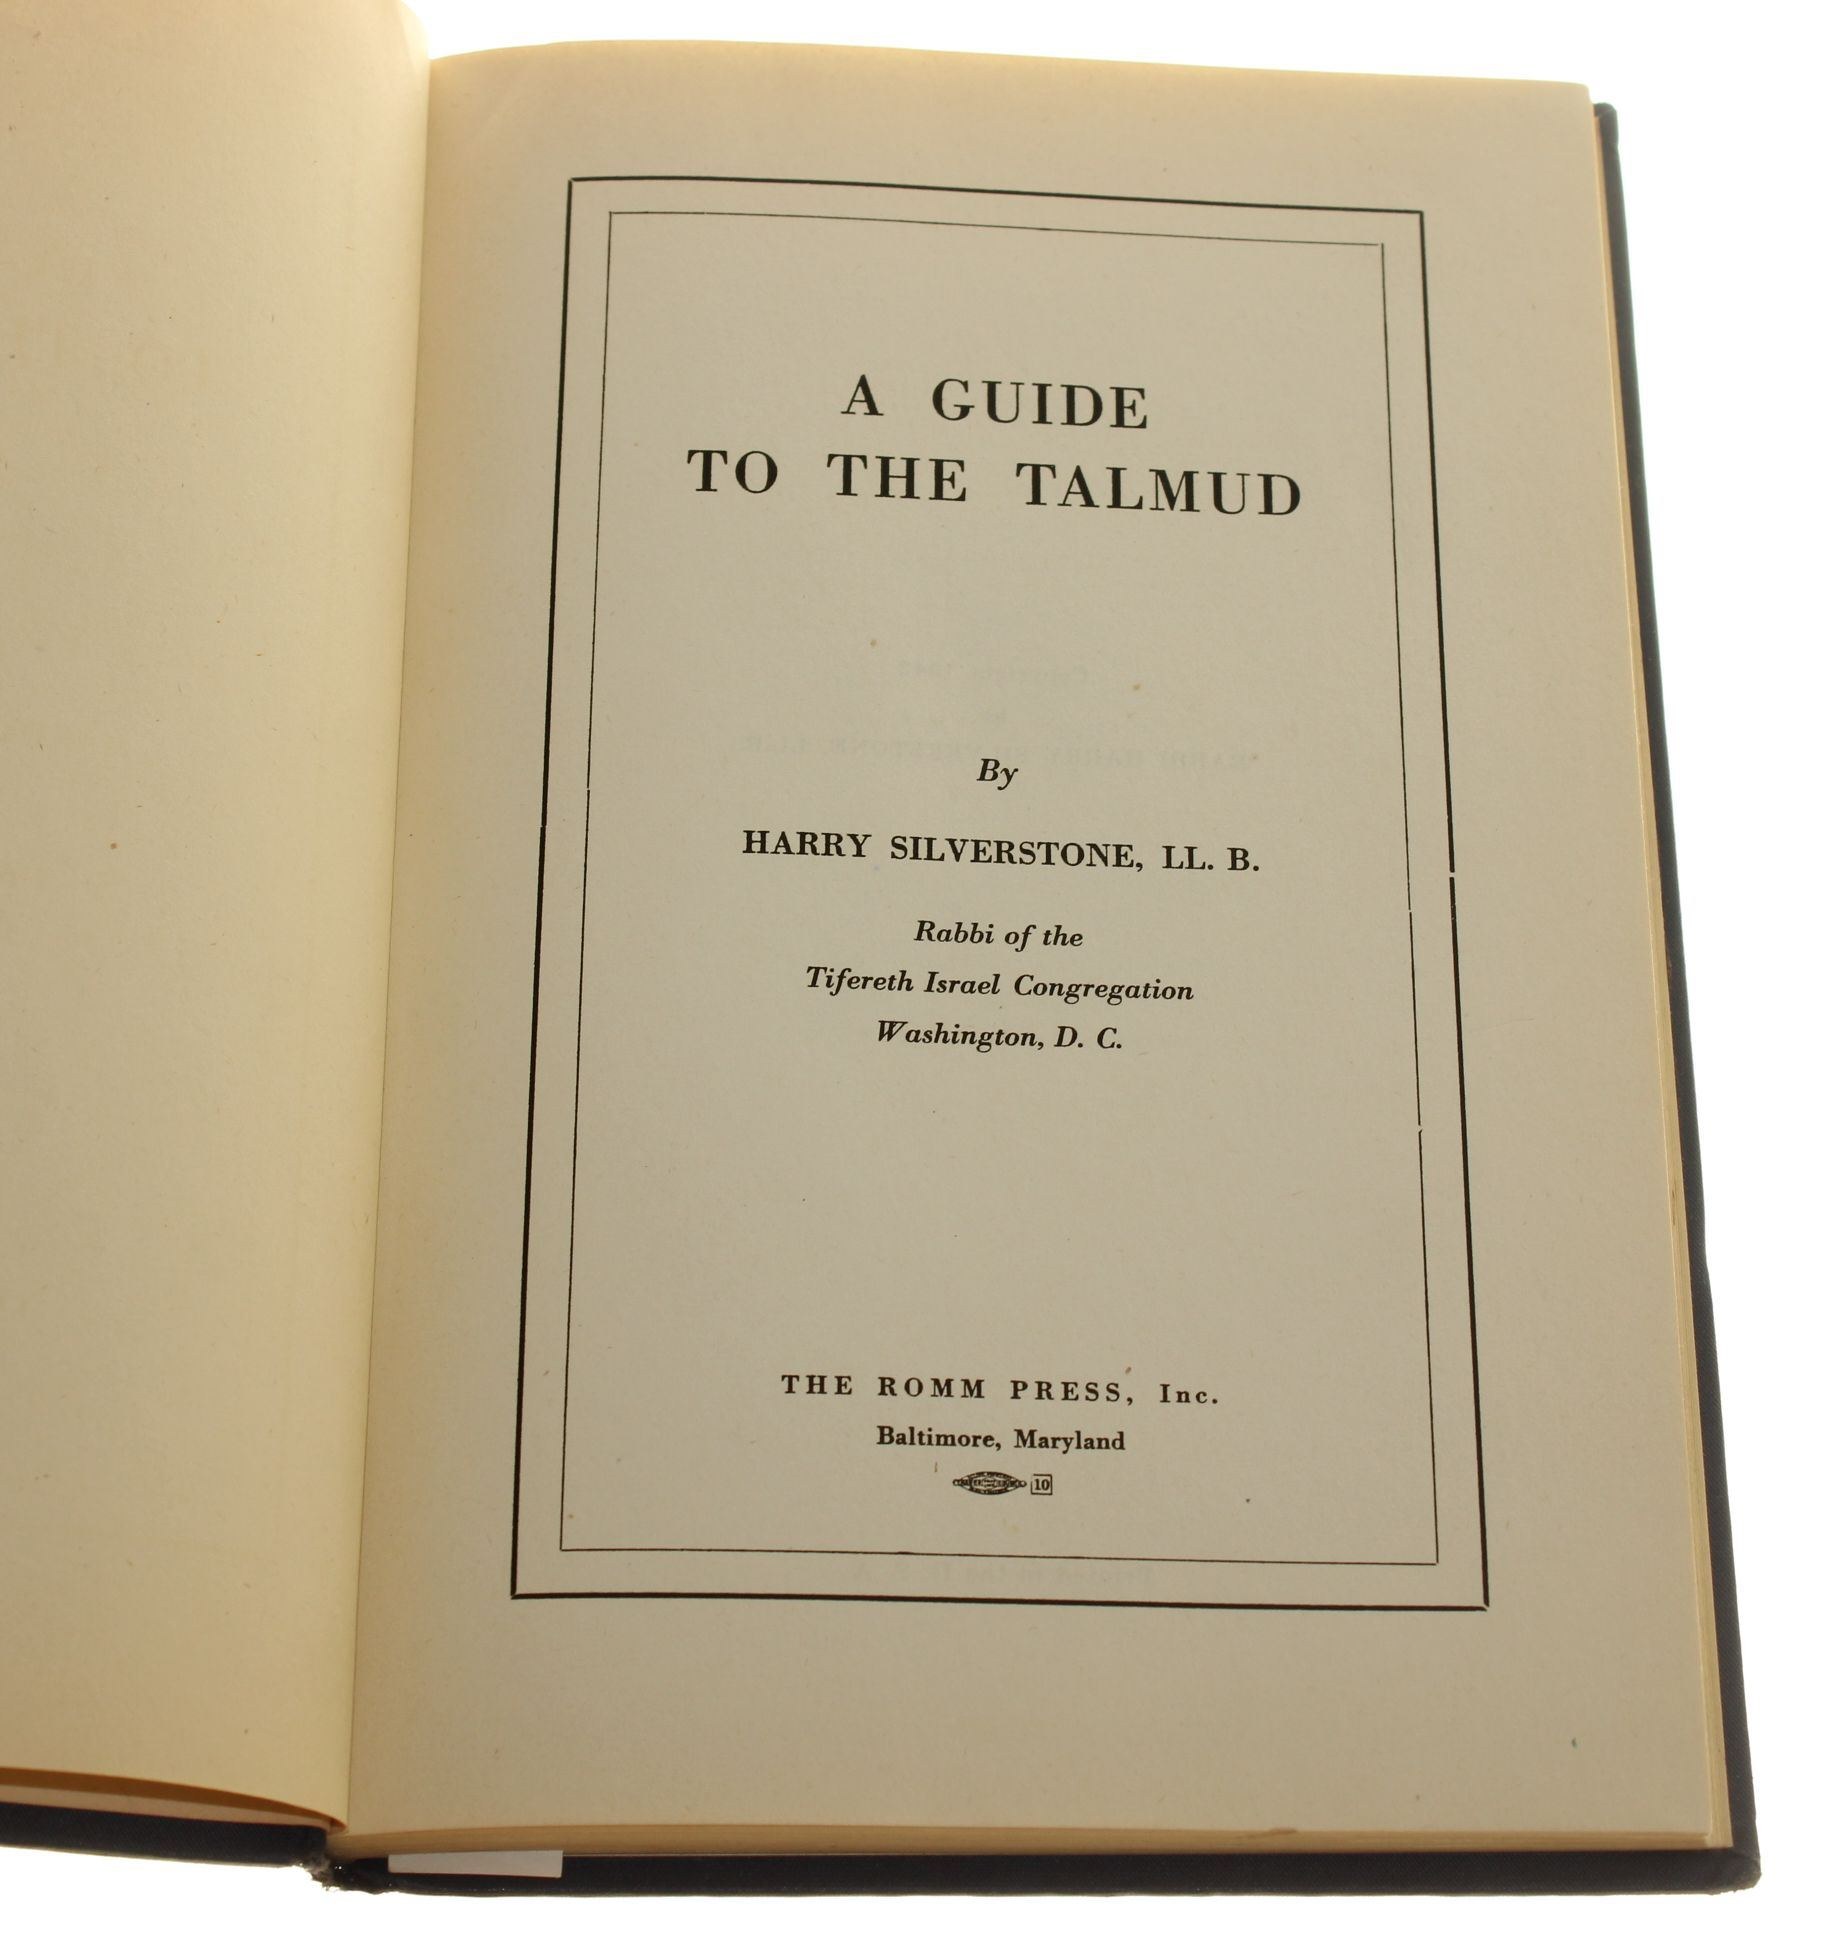 A GUIDE
TO THE TALMUD
By
HARRY SILVERSTONE, LL. B.
Rabbi of the
Tifereth Israel Congregation
Washington, D. C.
THE ROMM PRESS, Inc.
Baltimore, Maryland
10